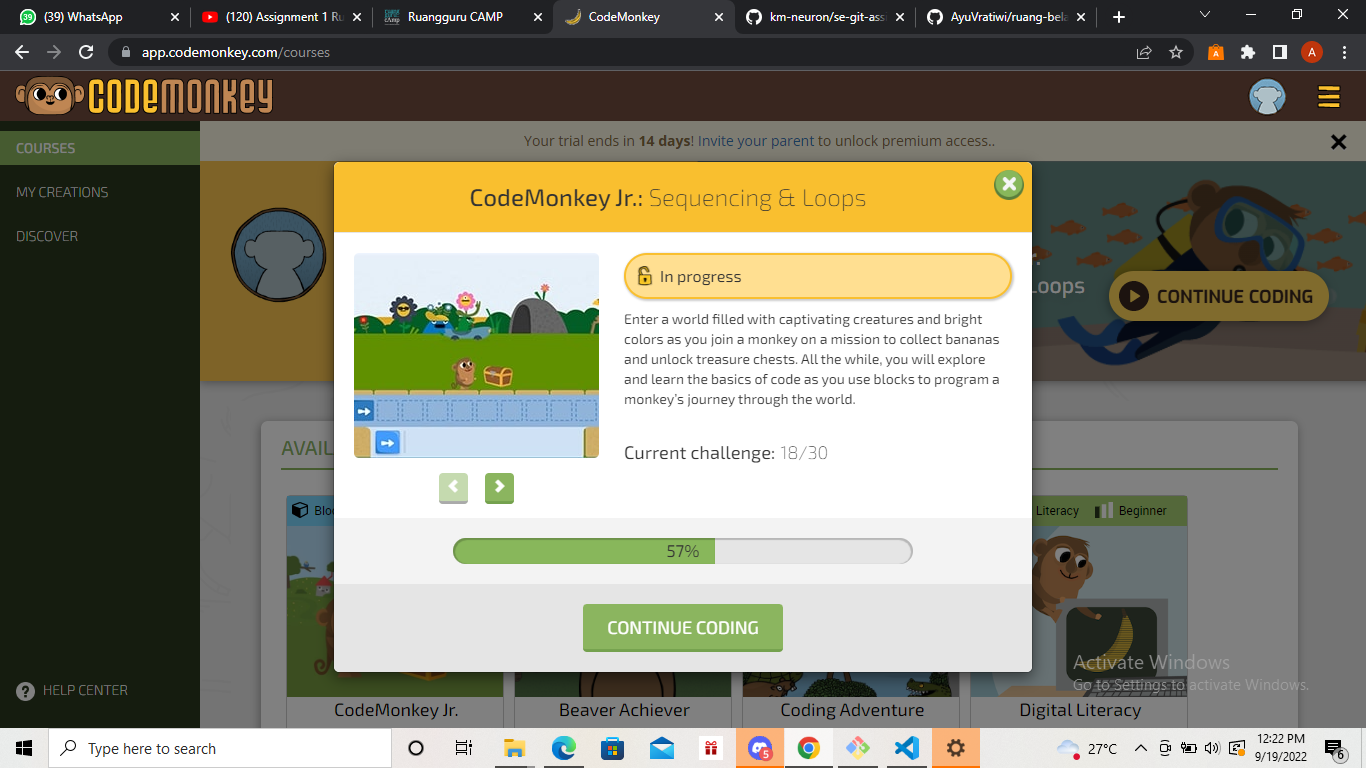 (39) WhatsApp
(120) Assignment 1 Ru
Ruangguru CAMP
CodeMonkey
km-neuron/se-git-assi
AyuVratiwi/ruang-bela
app.codemonkey.com/courses
A
CODEMONKEY
Your trial ends in 14 days! Invite your parent to unlock premium access..
COURSES
MY CREATIONS
DISCOVER
HELP CENTER
CodeMonkey Jr.: Sequencing & Loops
In progress
Enter a world filled with captivating creatures and bright
colors as you join a monkey on a mission to collect bananas
and unlock treasure chests. All the while, you will explore
and learn the basics of code as you use blocks to program a
monkey's journey through the world.
Current challenge: 18/30
57%
CONTINUE CODING
Loops
CONTINUE CODING
AVAIL
Bloc
Literacy
Beginner
CodeMonkey Jr.
Beaver Achiever
Coding Adventure
Digital Literacy
Activate Windows
Go to Settings to activate Windows.
Type here to search
5
27°C
12:22 PM
9/19/2022
6